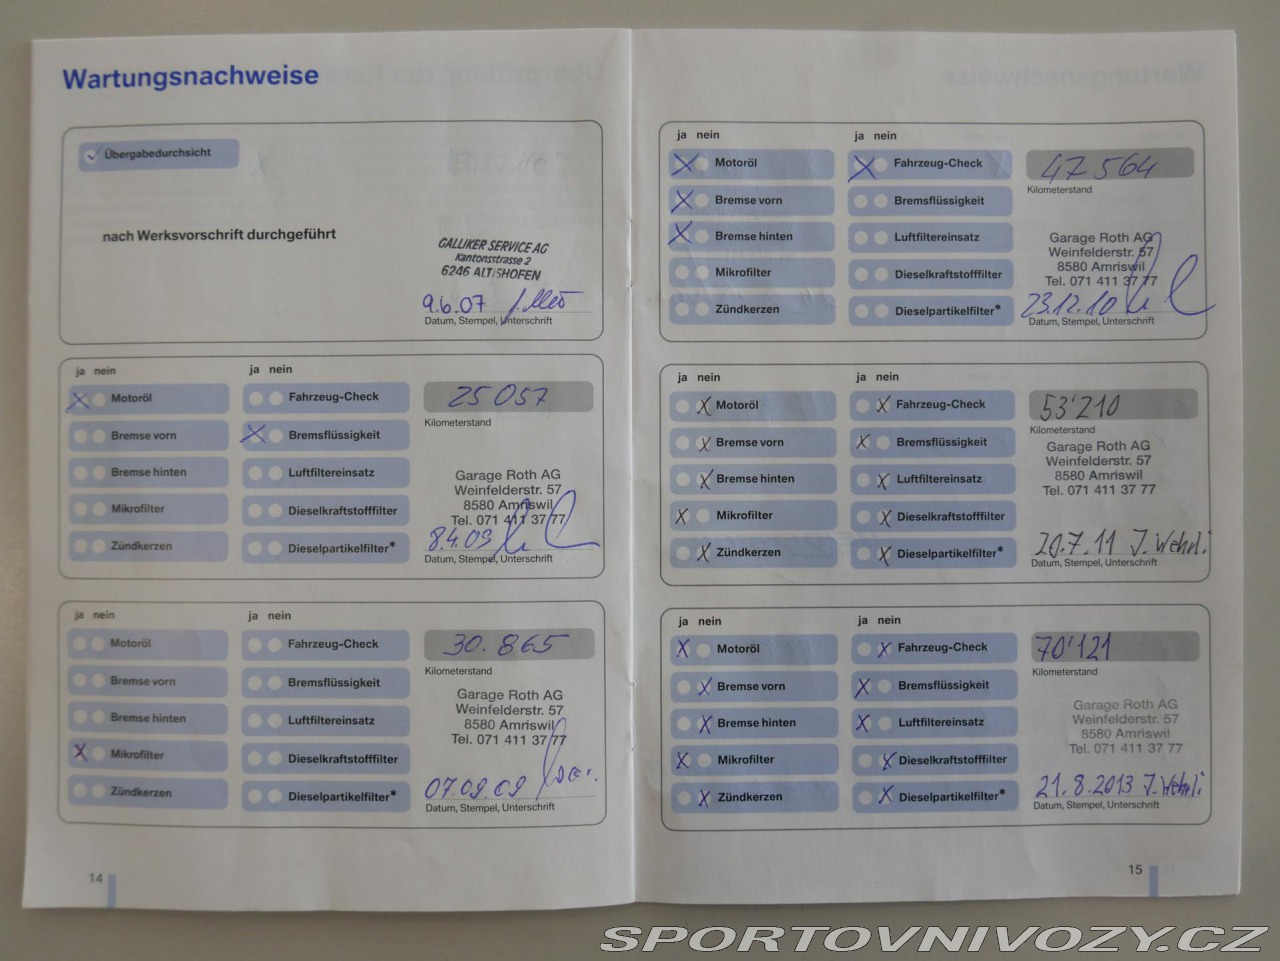 Wartungsnachweise
Übergabedurchsicht
nach Werksvorschrift durchgeführt
GALLIKER SERVICE AG
Kantonsstrasse 2
6246 ALTISHOFEN
9.6.07
Datum, Stempel, Unterschrift
ja nein ja nein
Motoröl Fahrzeug-Check 25 057
Kilometerstand
Bremse vorn Bremsflüssigkeit
Bremse hinten Luftfiltereinsatz
Mikrofilter Dieselkraftstofffilter
Zündkerzen Dieselpartikelfilter*
Garage Roth AG
Weinfelderstr. 57
8580 Amriswil
Tel. 071 411 37 77
8.4.09
Datum, Stempel, Unterschrift
ja nein ja nein
Motoröl Fahrzeug-Check 30.865
Kilometerstand
Bremse vorn Bremsflüssigkeit
Bremse hinten Luftfiltereinsatz
Mikrofilter Dieselkraftstofffilter
Zündkerzen Dieselpartikelfilter*
Garage Roth AG
Weinfelderstr. 57
8580 Amriswil
Tel. 071 411 37 77
07.09.09
Datum, Stempel, Unterschrift
14
ja nein ja nein
Motoröl Fahrzeug-Check 47 564
Kilometerstand
Bremse vorn Bremsflüssigkeit
Bremse hinten Luftfiltereinsatz
Mikrofilter Dieselkraftstofffilter
Zündkerzen Dieselpartikelfilter*
Garage Roth AG
Weinfelderstr. 57
8580 Amriswil
Tel. 071 411 37 77
23.12.10
Datum, Stempel, Unterschrift
ja nein ja nein
Motoröl Fahrzeug-Check 53'210
Kilometerstand
Bremse vorn Bremsflüssigkeit
Bremse hinten Luftfiltereinsatz
Mikrofilter Dieselkraftstofffilter
Zündkerzen Dieselpartikelfilter*
Garage Roth AG
Weinfelderstr. 57
8580 Amriswil
Tel. 071 411 37 77
20.7.11 J. Wehrli
Datum, Stempel, Unterschrift
ja nein ja nein
Motoröl Fahrzeug-Check 70'121
Kilometerstand
Bremse vorn Bremsflüssigkeit
Bremse hinten Luftfiltereinsatz
Mikrofilter Dieselkraftstofffilter
Zündkerzen Dieselpartikelfilter*
Garage Roth AG
Weinfelderstr. 57
8580 Amriswil
Tel. 071 411 37 77
21.8.2013 J. Wehrli
Datum, Stempel, Unterschrift
15
SPORTOVNIVOZY.CZ